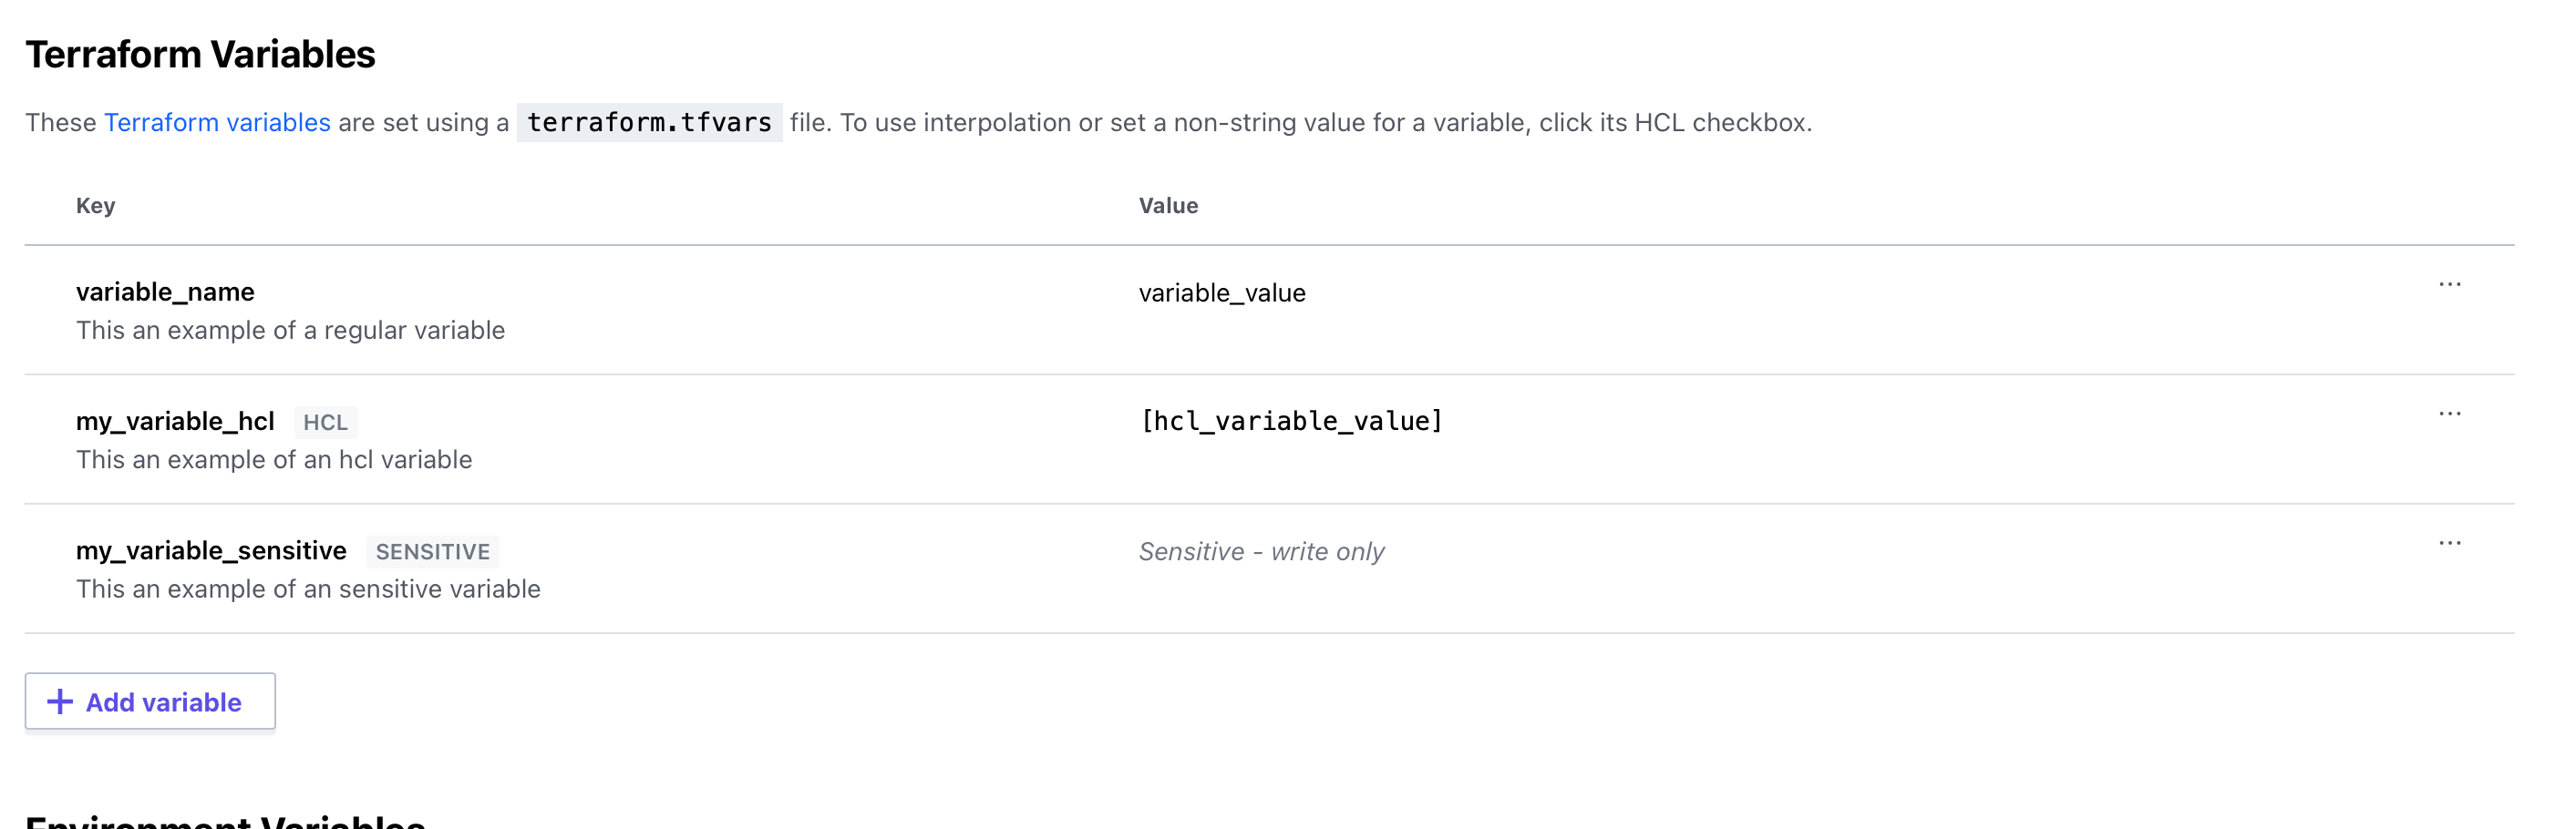 Terraform Variables
These Terraform variables are set using a terraform.tfvars file. To use interpolation or set a non-string value for a variable, click its HCL checkbox.
Key Value
variable_name variable_value
This an example of a regular variable
my_variable_hcl HCL [hcl_variable_value]
This an example of an hcl variable
my_variable_sensitive SENSITIVE Sensitive - write only
This an example of an sensitive variable
+ Add variable
Environment Variables